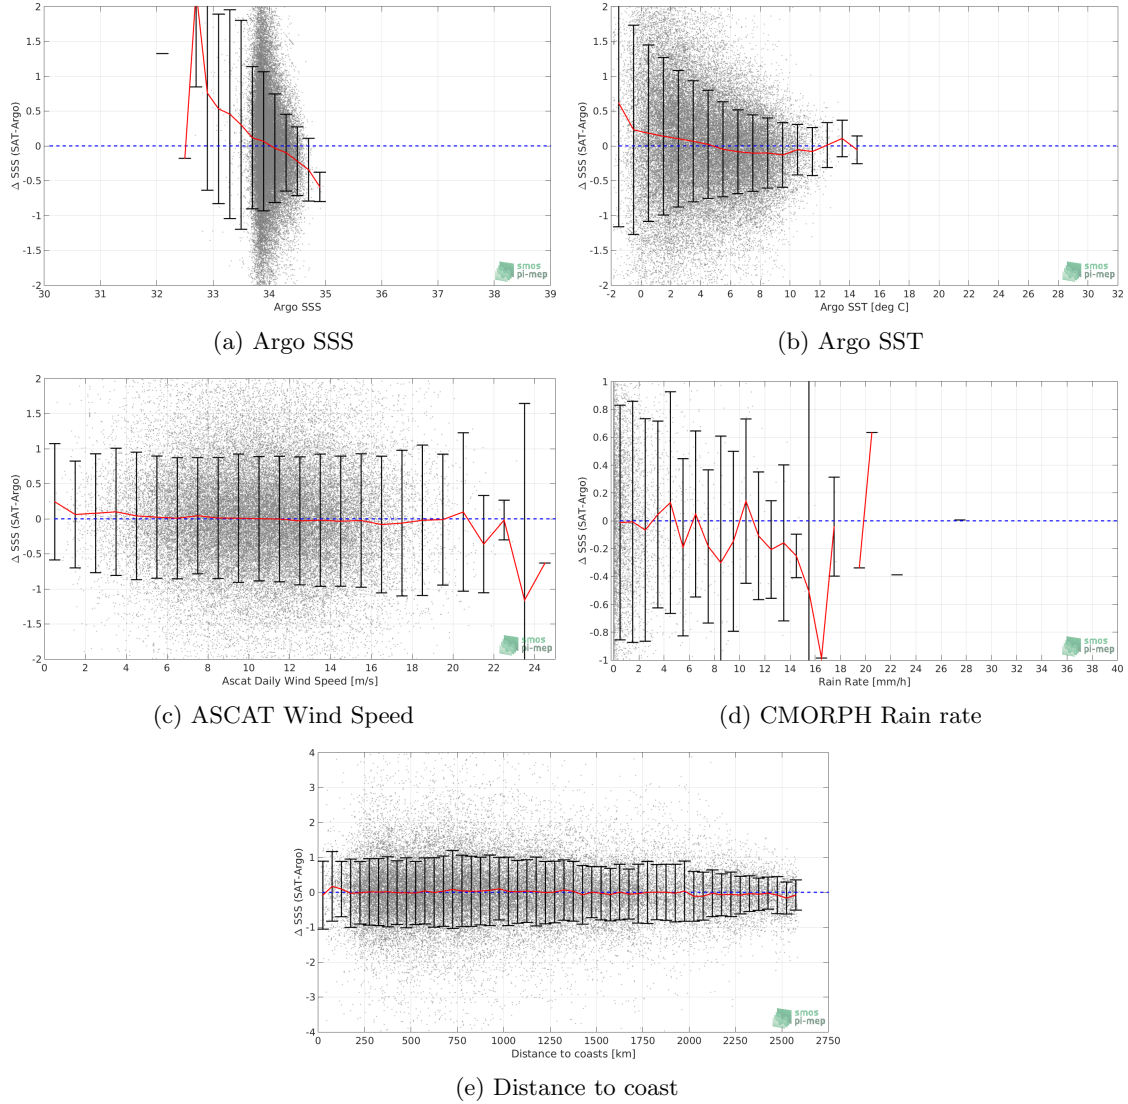 2
1.5
1
0.5
0
-0.5
-1
-1.5
-2
Δ SSS (SAT-Argo)
30 31 32 33 34 35 36 37 38 39
Argo SSS
smos
pi-mep
(a) Argo SSS
2
1.5
1
0.5
0
-0.5
-1
-1.5
-2
Δ SSS (SAT-Argo)
-2 0 2 4 6 8 10 12 14 16 18 20 22 24 26 28 30 32
Argo SST [deg C]
smos
pi-mep
(b) Argo SST
2
1.5
1
0.5
0
-0.5
-1
-1.5
-2
Δ SSS (SAT-Argo)
0 2 4 6 8 10 12 14 16 18 20 22 24
Ascat Daily Wind Speed [m/s]
smos
pi-mep
(c) ASCAT Wind Speed
1
0.8
0.6
0.4
0.2
0
-0.2
-0.4
-0.6
-0.8
-1
Δ SSS (SAT-Argo)
0 2 4 6 8 10 12 14 16 18 20 22 24 26 28 30 32 34 36 38 40
Rain Rate [mm/h]
smos
pi-mep
(d) CMORPH Rain rate
4
3
2
1
0
-1
-2
-3
-4
Δ SSS (SAT-Argo)
0 250 500 750 1000 1250 1500 1750 2000 2250 2500 2750
Distance to coasts [km]
smos
pi-mep
(e) Distance to coast